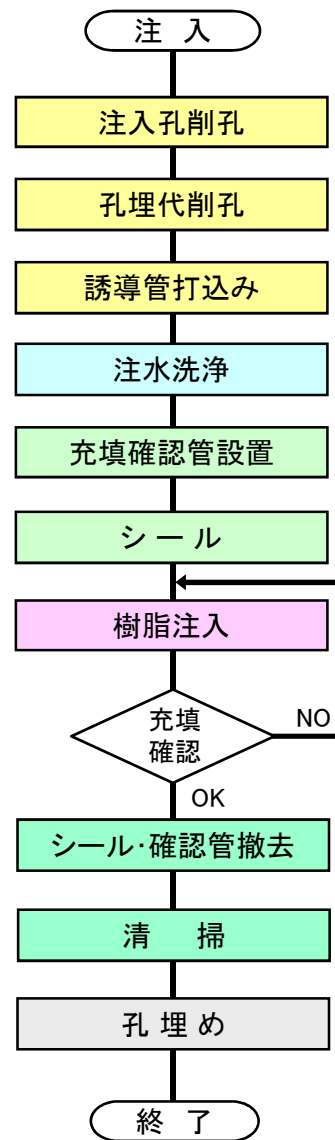 注 入
注入孔削孔
孔埋代削孔
誘導管打込み
注水洗浄
充填確認管設置
シ ー ル
樹脂注入
充填
確認
NO
OK
シール・確認管撤去
清　掃
孔 埋 め
終 了